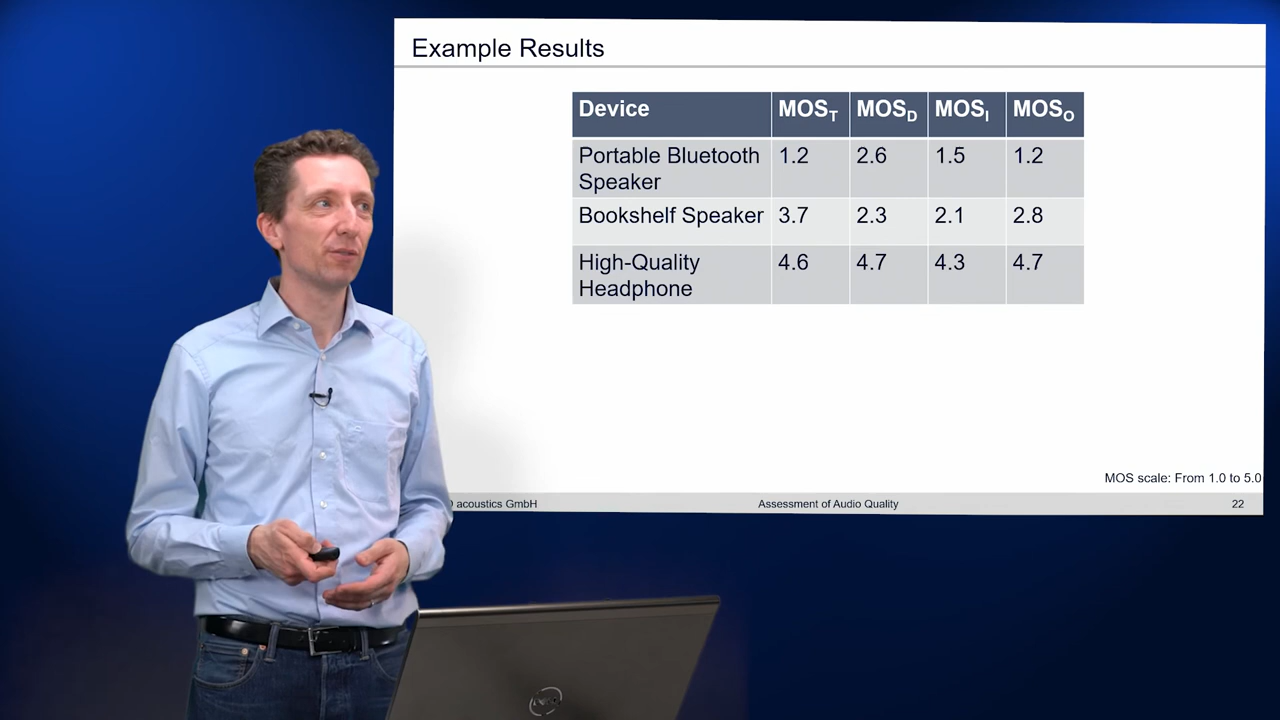 Example Results
Device MOST MOSD MOSI MOSO
Portable Bluetooth Speaker 1.2 2.6 1.5 1.2
Bookshelf Speaker 3.7 2.3 2.1 2.8
High-Quality Headphone 4.6 4.7 4.3 4.7
MOS scale: From 1.0 to 5.0
acoustics GmbH Assessment of Audio Quality 22
DELL